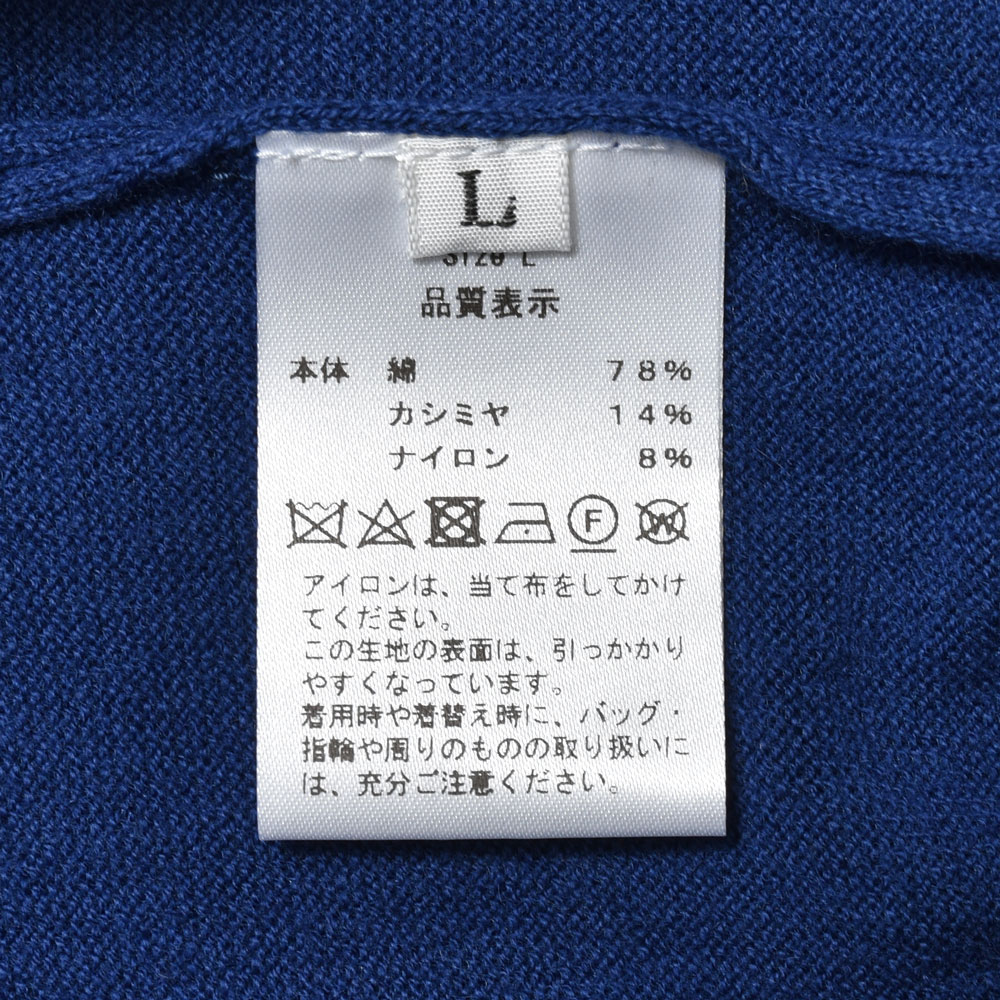 L
Size L
品質表示
本体 綿 78%
カシミヤ 14%
ナイロン 8%
F W
アイロンは、当て布をしてかけ
てください。
この生地の表面は、引っかかり
やすくなっています。
着用時や着替え時に、バッグ・
指輪や周りのものの取り扱いに
は、充分ご注意ください。